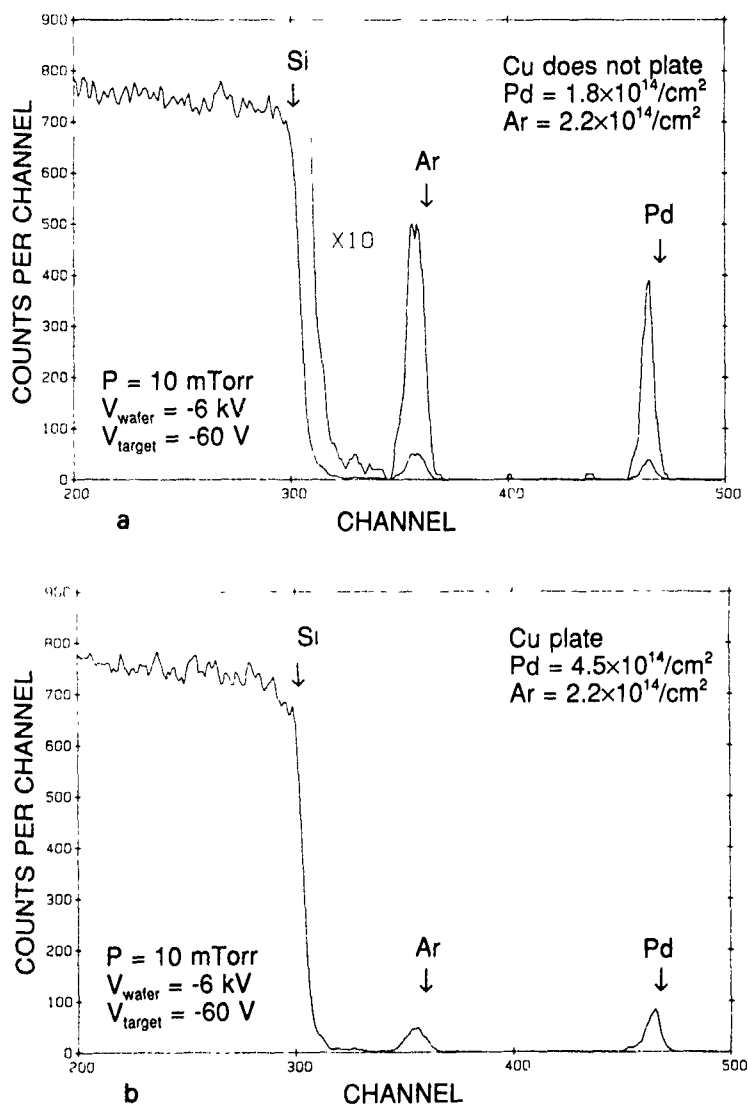 900
800
700
600
500
400
300
200
100
0
COUNTS PER CHANNEL
Si
Ar
Pd
X10
Cu does not plate
Pd = 1.8×10¹⁴/cm²
Ar = 2.2×10¹⁴/cm²
P = 10 mTorr
V_wafer = -6 kV
V_target = -60 V
200
300
400
500
a
CHANNEL
800
700
600
500
400
300
200
100
0
COUNTS PER CHANNEL
Si
Ar
Pd
Cu plate
Pd = 4.5×10¹⁴/cm²
Ar = 2.2×10¹⁴/cm²
P = 10 mTorr
V_wafer = -6 kV
V_target = -60 V
200
300
400
500
b
CHANNEL